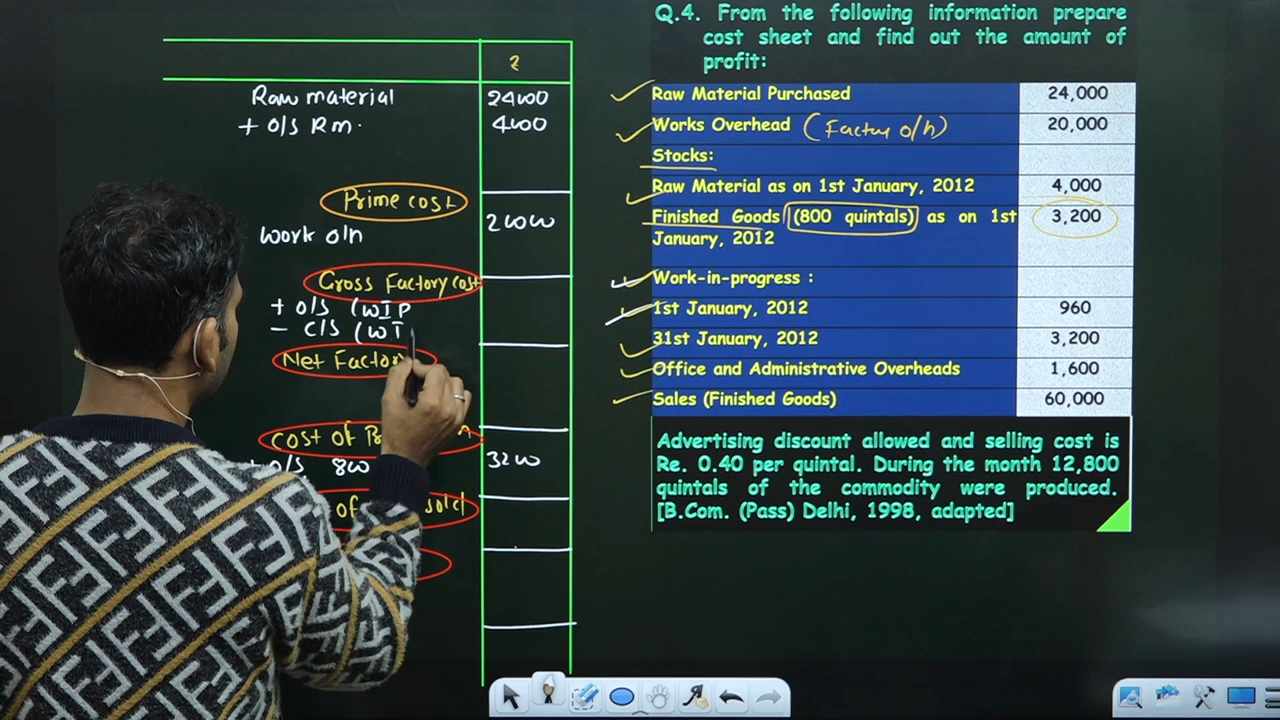 ₹
Raw material 24000
+ O/S Rm. 4000
Prime cost
Work o/h 20000
Gross Factory cost
+ O/S (WIP
- C/S (WI
Net Factory
cost of
O/S 800 3200
of sold
Q.4. From the following information prepare
cost sheet and find out the amount of
profit:
Raw Material Purchased 24,000
Works Overhead (Factory o/h) 20,000
Stocks:
Raw Material as on 1st January, 2012 4,000
Finished Goods (800 quintals) as on 1st 3,200
January, 2012
Work-in-progress :
1st January, 2012 960
31st January, 2012 3,200
Office and Administrative Overheads 1,600
Sales (Finished Goods) 60,000
Advertising discount allowed and selling cost is
Re. 0.40 per quintal. During the month 12,800
quintals of the commodity were produced.
[B.Com. (Pass) Delhi, 1998, adapted]